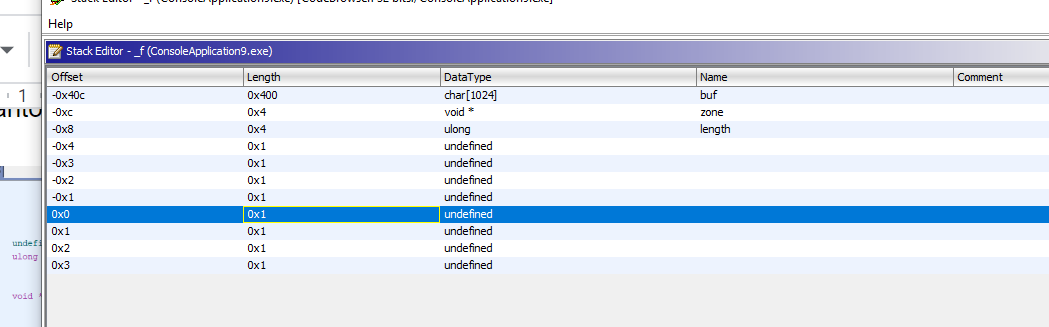 Help
Stack Editor - _f (ConsoleApplication9.exe)
Offset Length DataType Name Comment
-0x40c 0x400 char[1024] buf
-0xc 0x4 void * zone
-0x8 0x4 ulong length
-0x4 0x1 undefined
-0x3 0x1 undefined
-0x2 0x1 undefined
-0x1 0x1 undefined
0x0 0x1 undefined
0x1 0x1 undefined
0x2 0x1 undefined
0x3 0x1 undefined
1
undefi
ulong
void *